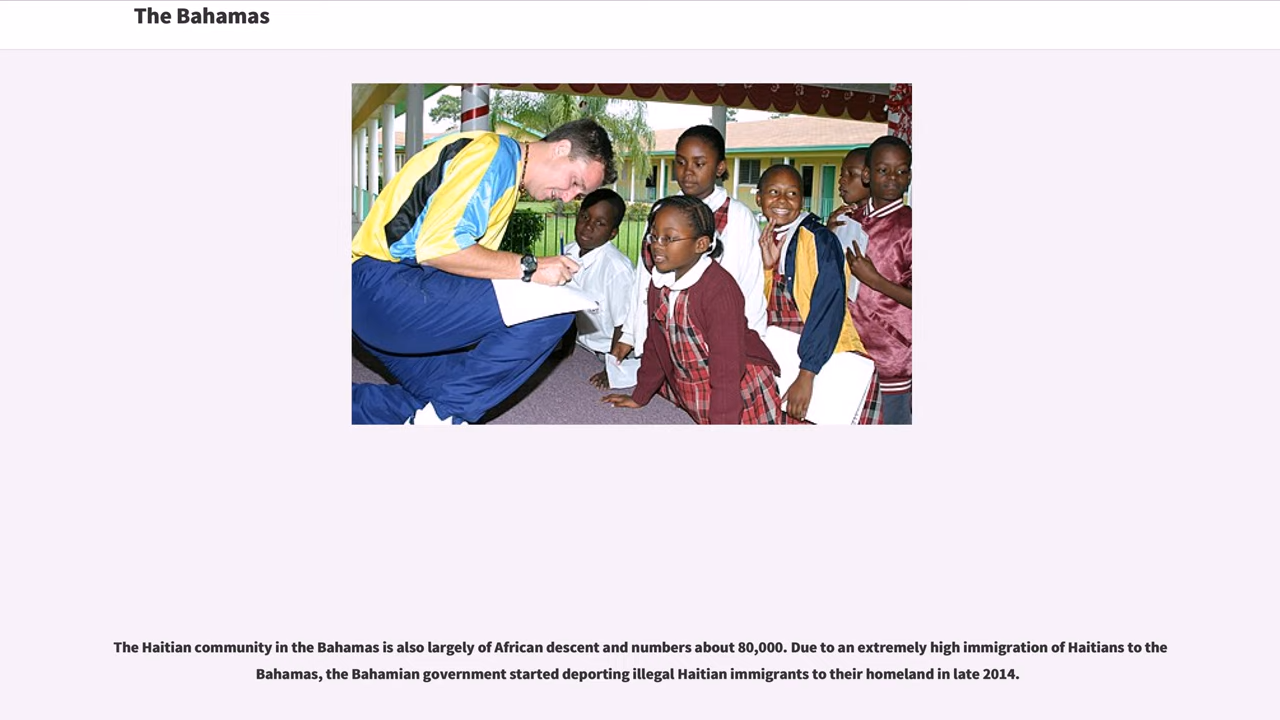 The Bahamas
The Haitian community in the Bahamas is also largely of African descent and numbers about 80,000. Due to an extremely high immigration of Haitians to the
Bahamas, the Bahamian government started deporting illegal Haitian immigrants to their homeland in late 2014.